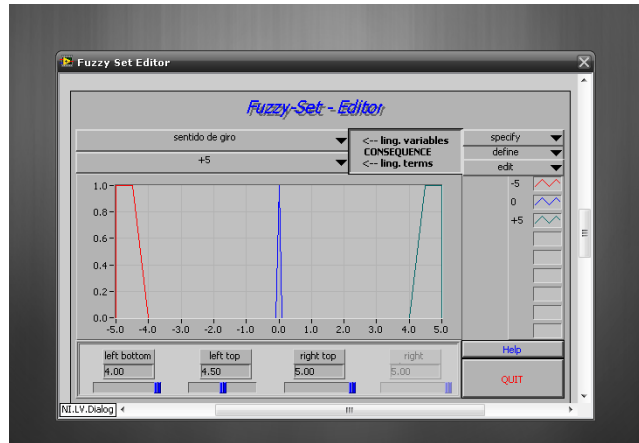 Fuzzy Set Editor
Fuzzy-Set - Editor
sentido de giro
<-- ling. variables
CONSEQUENCE
<-- ling. terms
+5
specify
define
edit
-5
0
+5
1.0
0.8
0.6
0.4
0.2
0.0
-5.0 -4.0 -3.0 -2.0 -1.0 0.0 1.0 2.0 3.0 4.0 5.0
left bottom left top right top right
4.00 4.50 5.00 5.00
Help
QUIT
NI.LV.Dialog